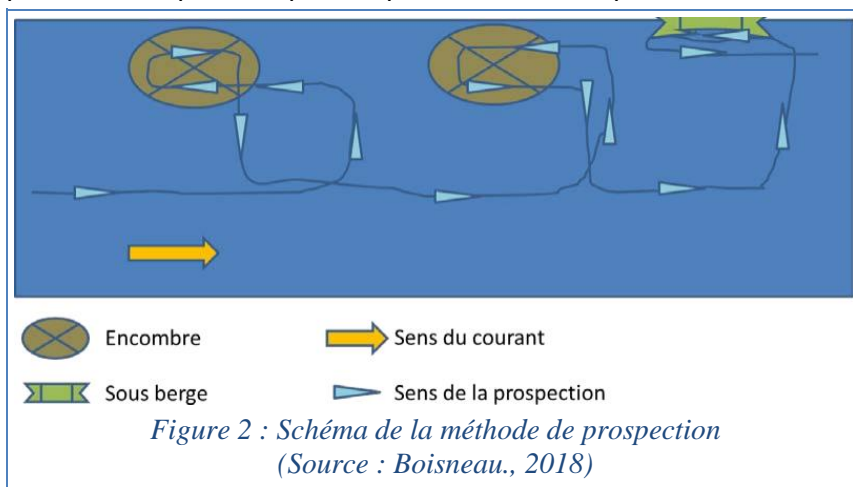 Encombre
Sens du courant
Sous berge
Sens de la prospection
Figure 2 : Schéma de la méthode de prospection
(Source : Boisneau., 2018)